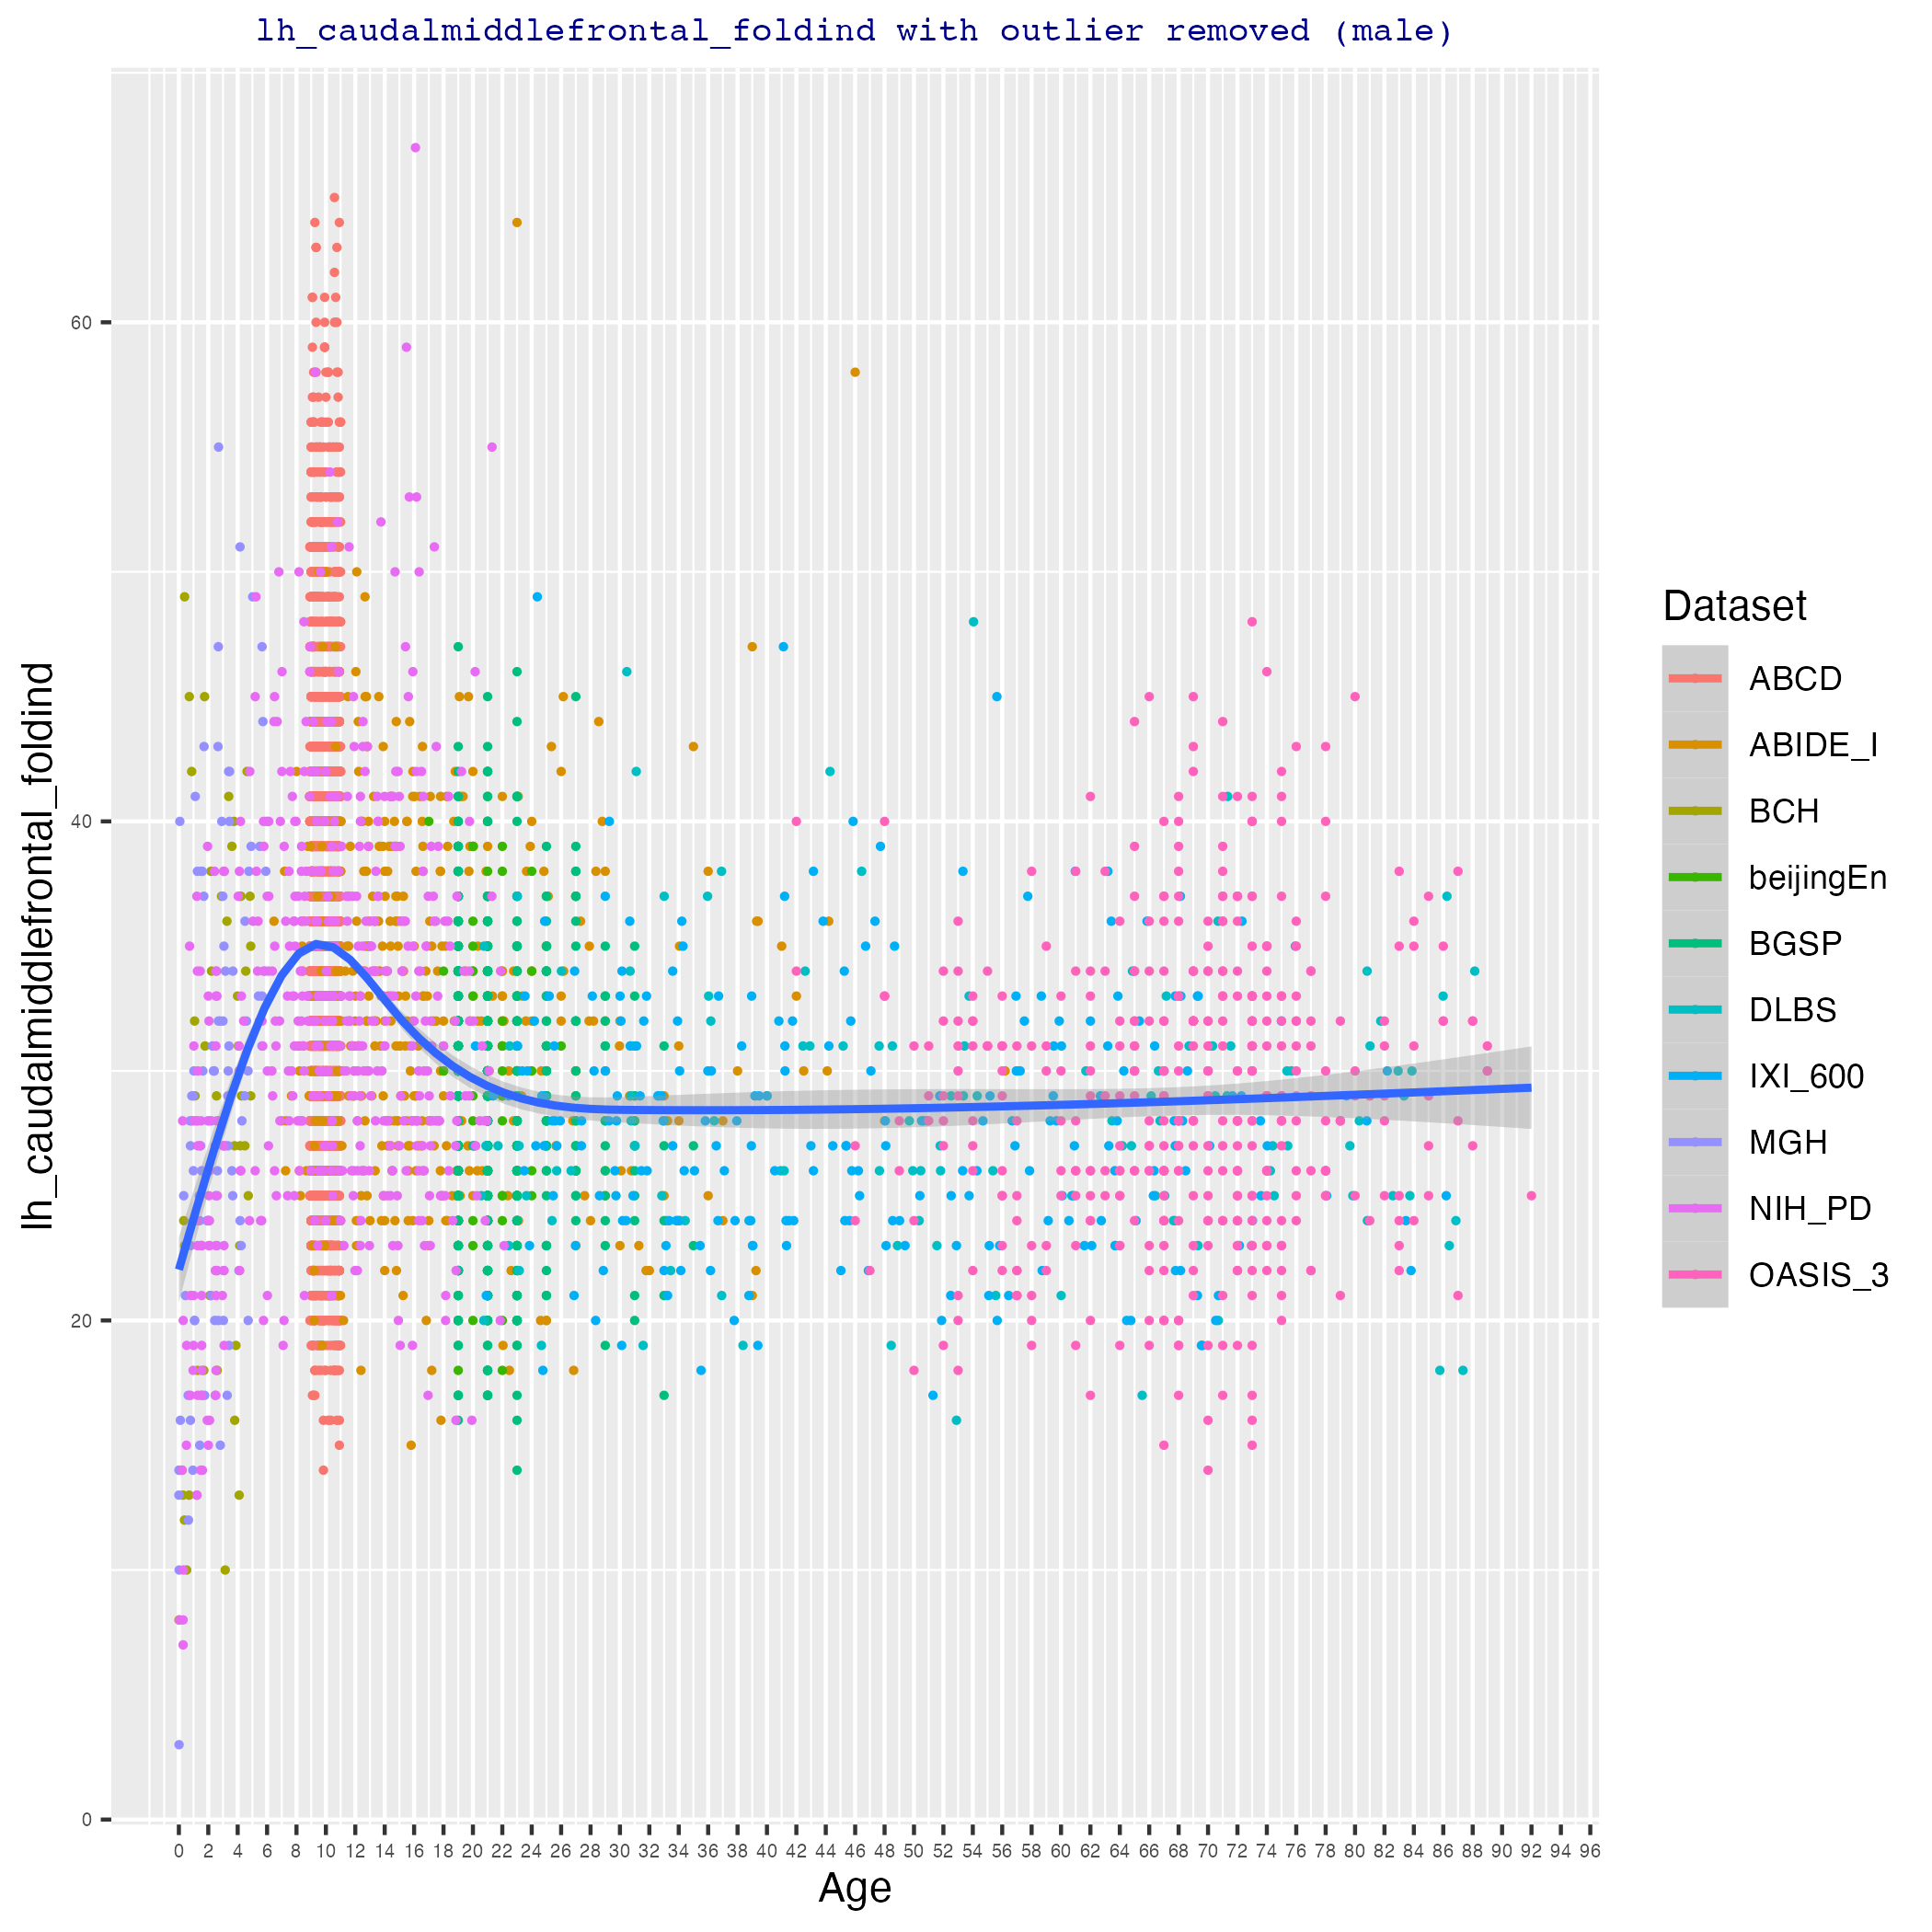 lh_caudalmiddlefrontal_foldind with outlier removed (male)
lh_caudalmiddlefrontal_foldind
60
40
20
0
0 2 4 6 8 10 12 14 16 18 20 22 24 26 28 30 32 34 36 38 40 42 44 46 48 50 52 54 56 58 60 62 64 66 68 70 72 74 76 78 80 82 84 86 88 90 92 94 96
Age
Dataset
ABCD
ABIDE_I
BCH
beijingEn
BGSP
DLBS
IXI_600
MGH
NIH_PD
OASIS_3